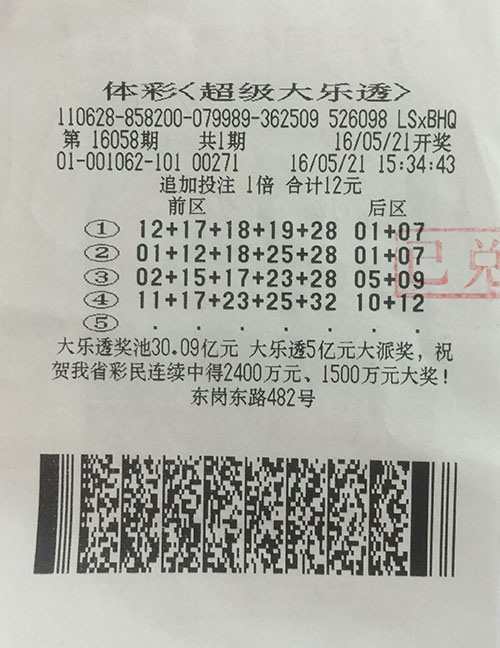 体彩<超级大乐透>
110628-858200-079989-362509 526098 LSxBHQ
第 16058期 共1期 16/05/21开奖
01-001062-101 00271 16/05/21 15:34:43
追加投注 1倍 合计12元
前区 后区
① 12+17+18+19+28 01+07
② 01+12+18+25+28 01+07
③ 02+15+17+23+28 05+09
④ 11+17+23+25+32 10+12
⑤ . . . . . . .
已兑
大乐透奖池30.09亿元 大乐透5亿元大派奖，祝
贺我省彩民连续中得2400万元、1500万元大奖！
东岗东路482号